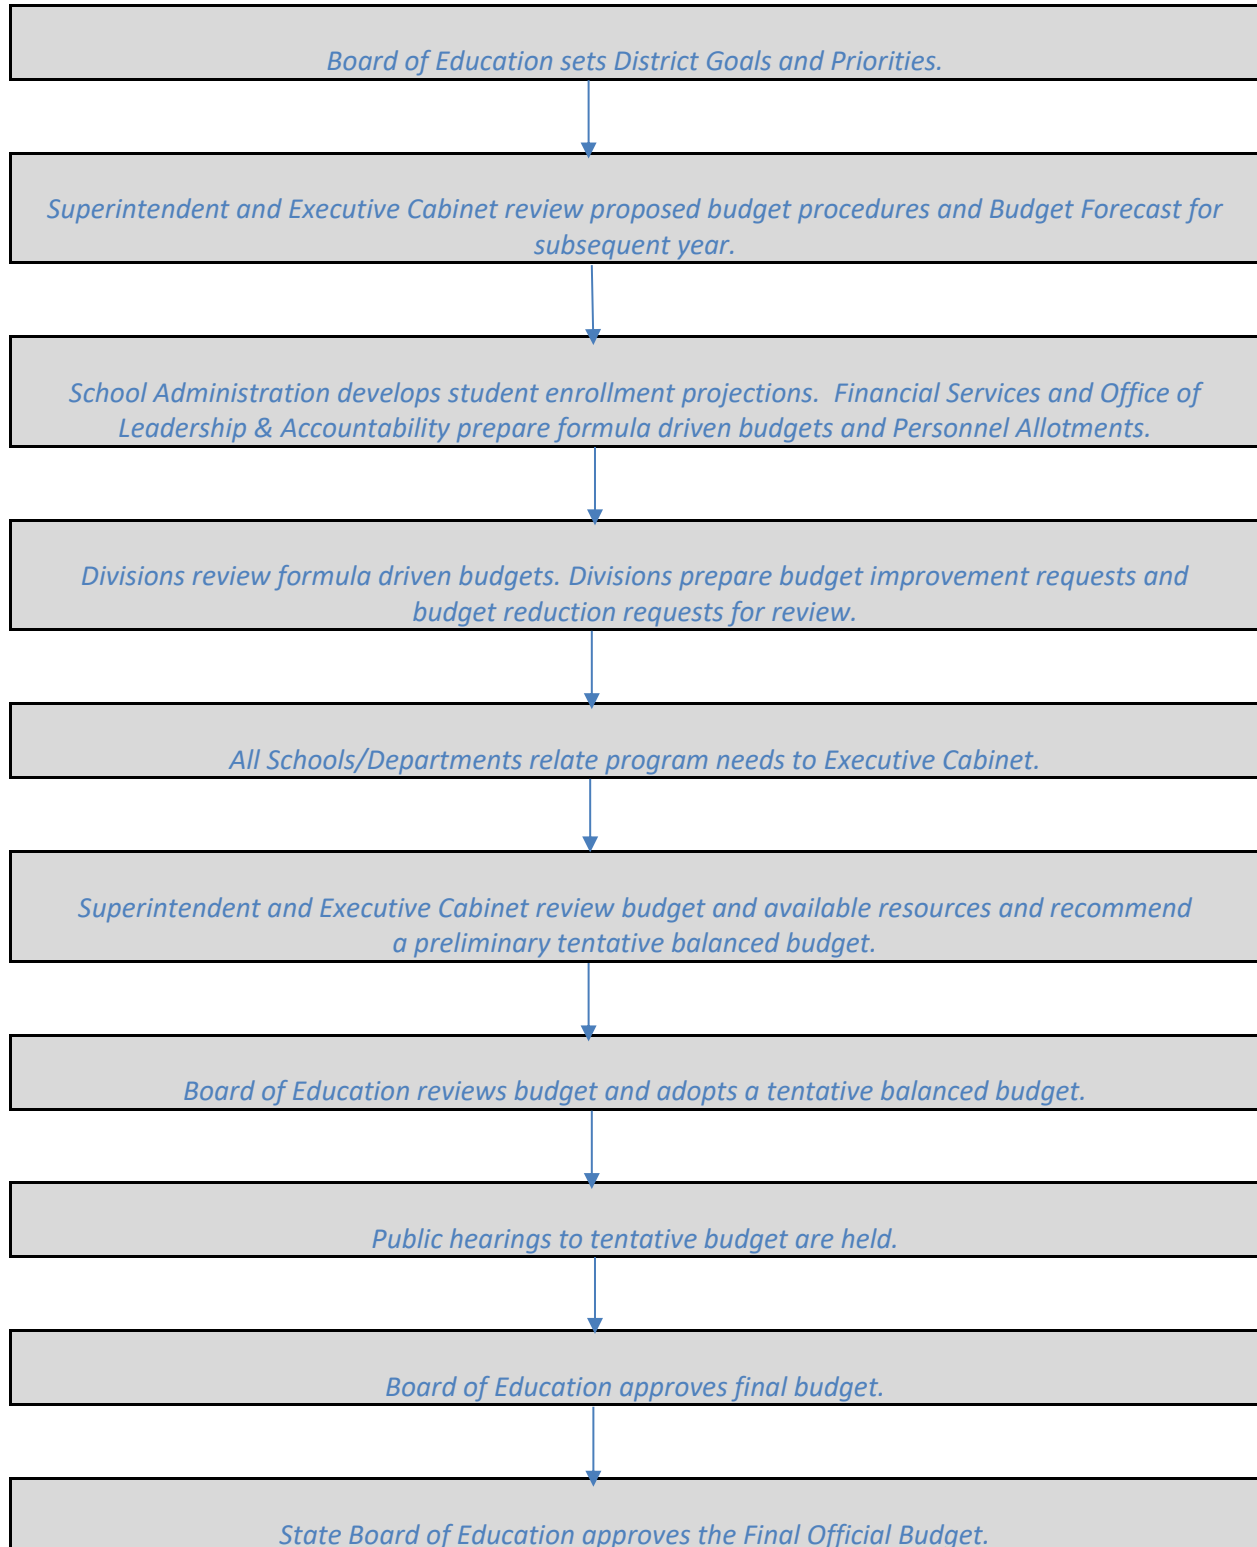 Board of Education sets District Goals and Priorities.
Superintendent and Executive Cabinet review proposed budget procedures and Budget Forecast for
subsequent year.
School Administration develops student enrollment projections.  Financial Services and Office of
Leadership & Accountability prepare formula driven budgets and Personnel Allotments.
Divisions review formula driven budgets. Divisions prepare budget improvement requests and
budget reduction requests for review.
All Schools/Departments relate program needs to Executive Cabinet.
Superintendent and Executive Cabinet review budget and available resources and recommend
a preliminary tentative balanced budget.
Board of Education reviews budget and adopts a tentative balanced budget.
Public hearings to tentative budget are held.
Board of Education approves final budget.
State Board of Education approves the Final Official Budget.